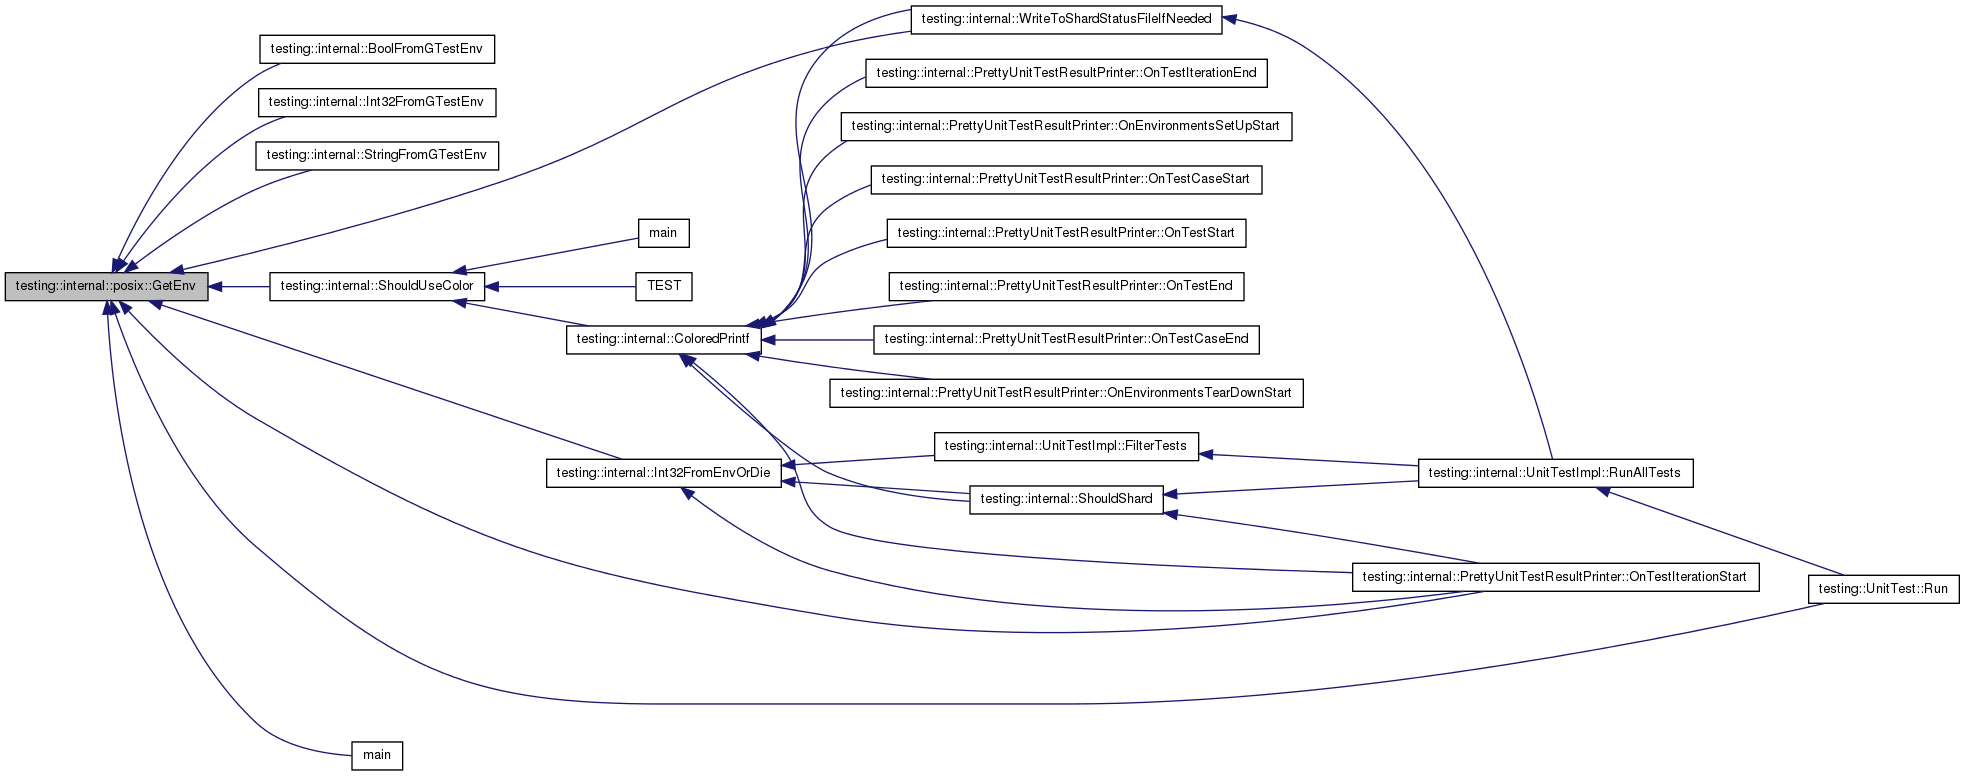 testing::internal::WriteToShardStatusFileIfNeeded
testing::internal::BoolFromGTestEnv
testing::internal::PrettyUnitTestResultPrinter::OnTestIterationEnd
testing::internal::Int32FromGTestEnv
testing::internal::PrettyUnitTestResultPrinter::OnEnvironmentsSetUpStart
testing::internal::StringFromGTestEnv
testing::internal::PrettyUnitTestResultPrinter::OnTestCaseStart
main
testing::internal::PrettyUnitTestResultPrinter::OnTestStart
testing::internal::posix::GetEnv
testing::internal::ShouldUseColor
TEST
testing::internal::PrettyUnitTestResultPrinter::OnTestEnd
testing::internal::ColoredPrintf
testing::internal::PrettyUnitTestResultPrinter::OnTestCaseEnd
testing::internal::PrettyUnitTestResultPrinter::OnEnvironmentsTearDownStart
testing::internal::UnitTestImpl::FilterTests
testing::internal::Int32FromEnvOrDie
testing::internal::UnitTestImpl::RunAllTests
testing::internal::ShouldShard
testing::internal::PrettyUnitTestResultPrinter::OnTestIterationStart
testing::UnitTest::Run
main